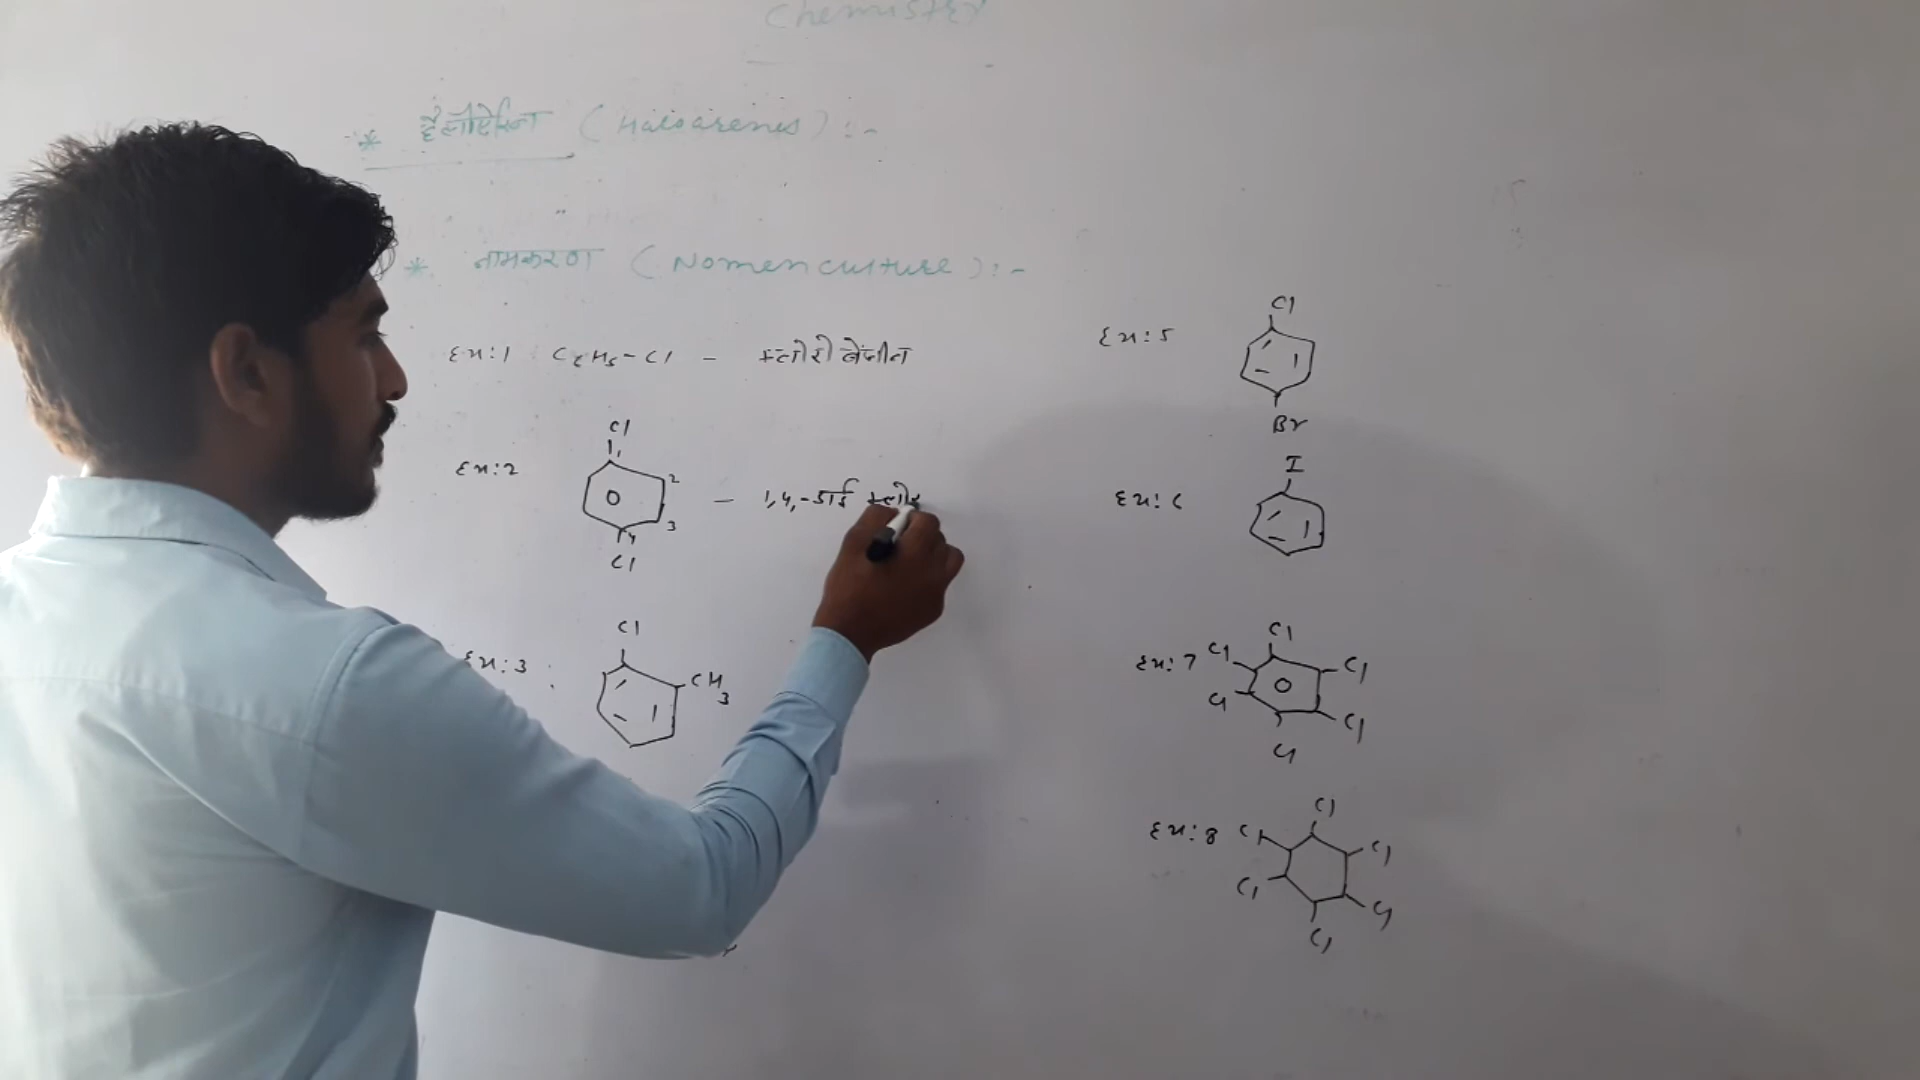 Chemistry
* हैलोऐरिन (Haloarenes) :-
* नामकरण (Nomenculture) :-
Ex:1 C6H5-Cl - क्लोरो बेंजीन
Ex:2
Cl
1
2
3
4
Cl
- 1,4,-डाई क्लोर
Ex:3 :
Cl
CH3
Ex:5
Cl
Br
Ex:6
I
Ex:7
Cl
Cl
Cl
Cl
Cl
Cl
Ex:8
Cl
Cl
Cl
Cl
Cl
Cl